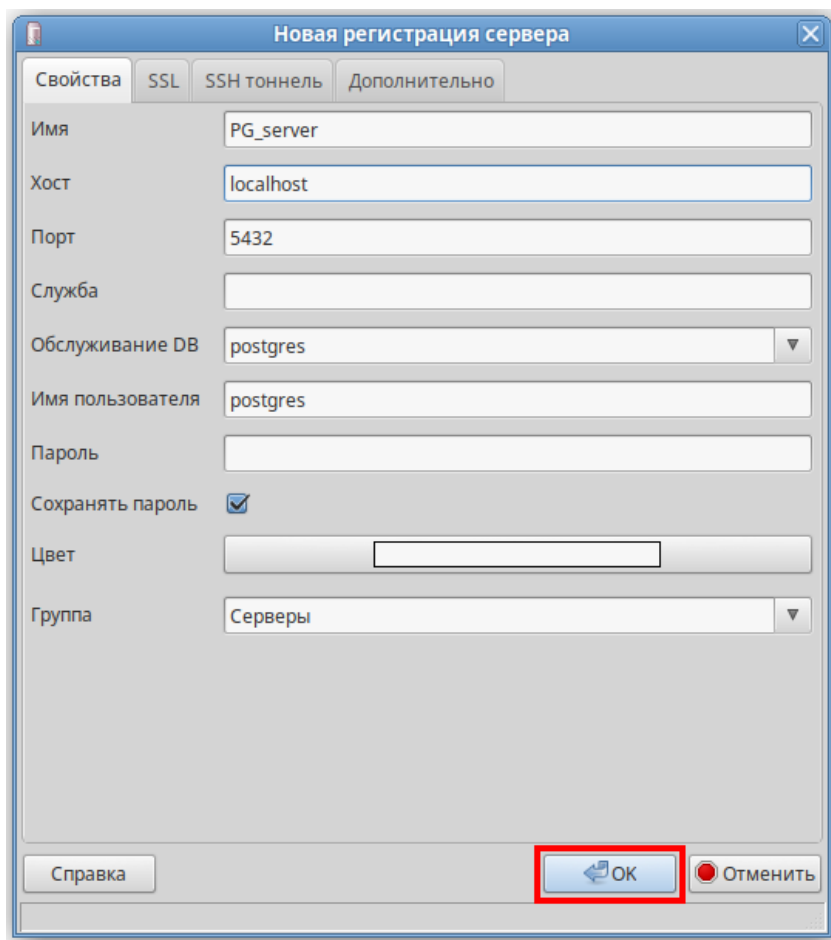 Новая регистрация сервера
Свойства SSL SSH тоннель Дополнительно
Имя PG_server
Хост localhost
Порт 5432
Служба
Обслуживание DB postgres
Имя пользователя postgres
Пароль
Сохранять пароль
Цвет
Группа Серверы
Справка OK Отменить